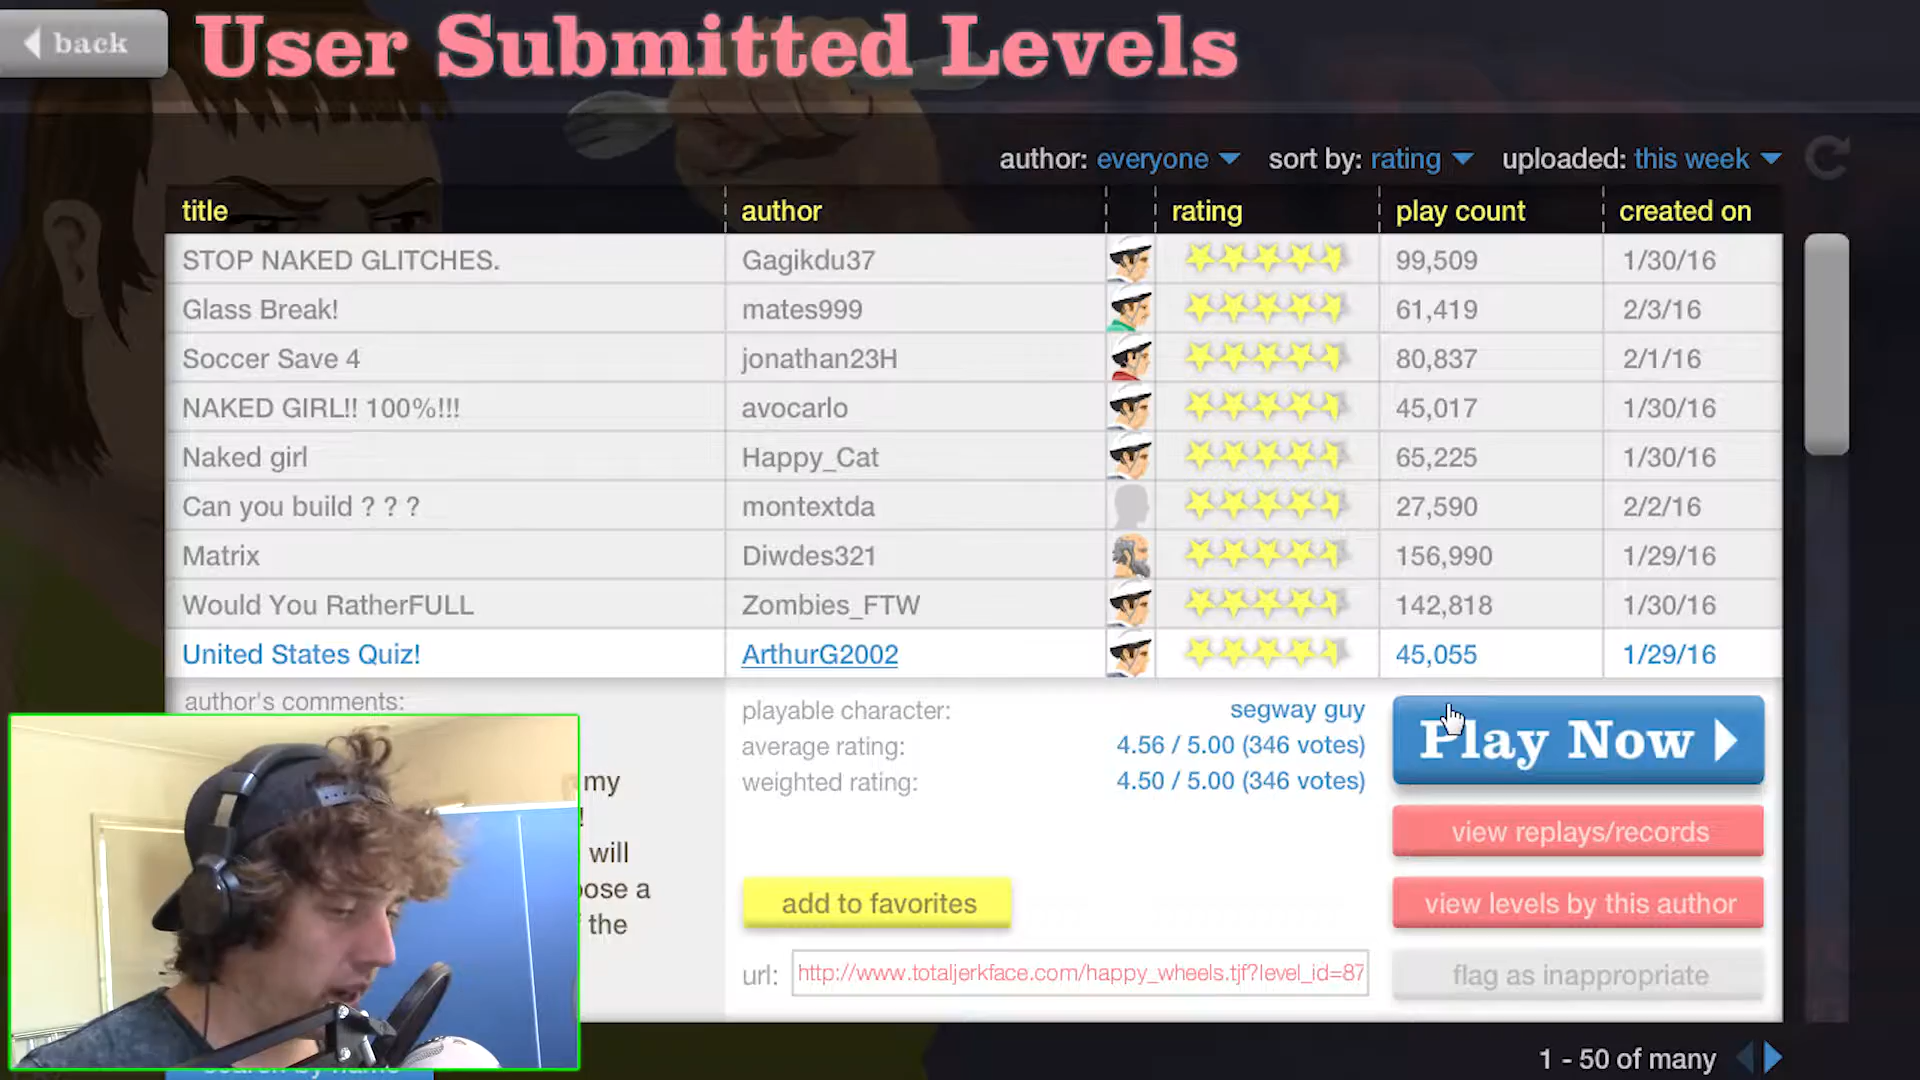 back
User Submitted Levels
author: everyone sort by: rating uploaded: this week
title author rating play count created on
STOP NAKED GLITCHES. Gagikdu37 99,509 1/30/16
Glass Break! mates999 61,419 2/3/16
Soccer Save 4 jonathan23H 80,837 2/1/16
NAKED GIRL!! 100%!!! avocarlo 45,017 1/30/16
Naked girl Happy_Cat 65,225 1/30/16
Can you build ? ? ? montextda 27,590 2/2/16
Matrix Diwdes321 156,990 1/29/16
Would You RatherFULL Zombies_FTW 142,818 1/30/16
United States Quiz! ArthurG2002 45,055 1/29/16
author's comments:
my
!
will
ose a
the
playable character: segway guy
average rating: 4.56 / 5.00 (346 votes)
weighted rating: 4.50 / 5.00 (346 votes)
add to favorites
url: http://www.totaljerkface.com/happy_wheels.tjf?level_id=87
Play Now
view replays/records
view levels by this author
flag as inappropriate
search by name
1 - 50 of many